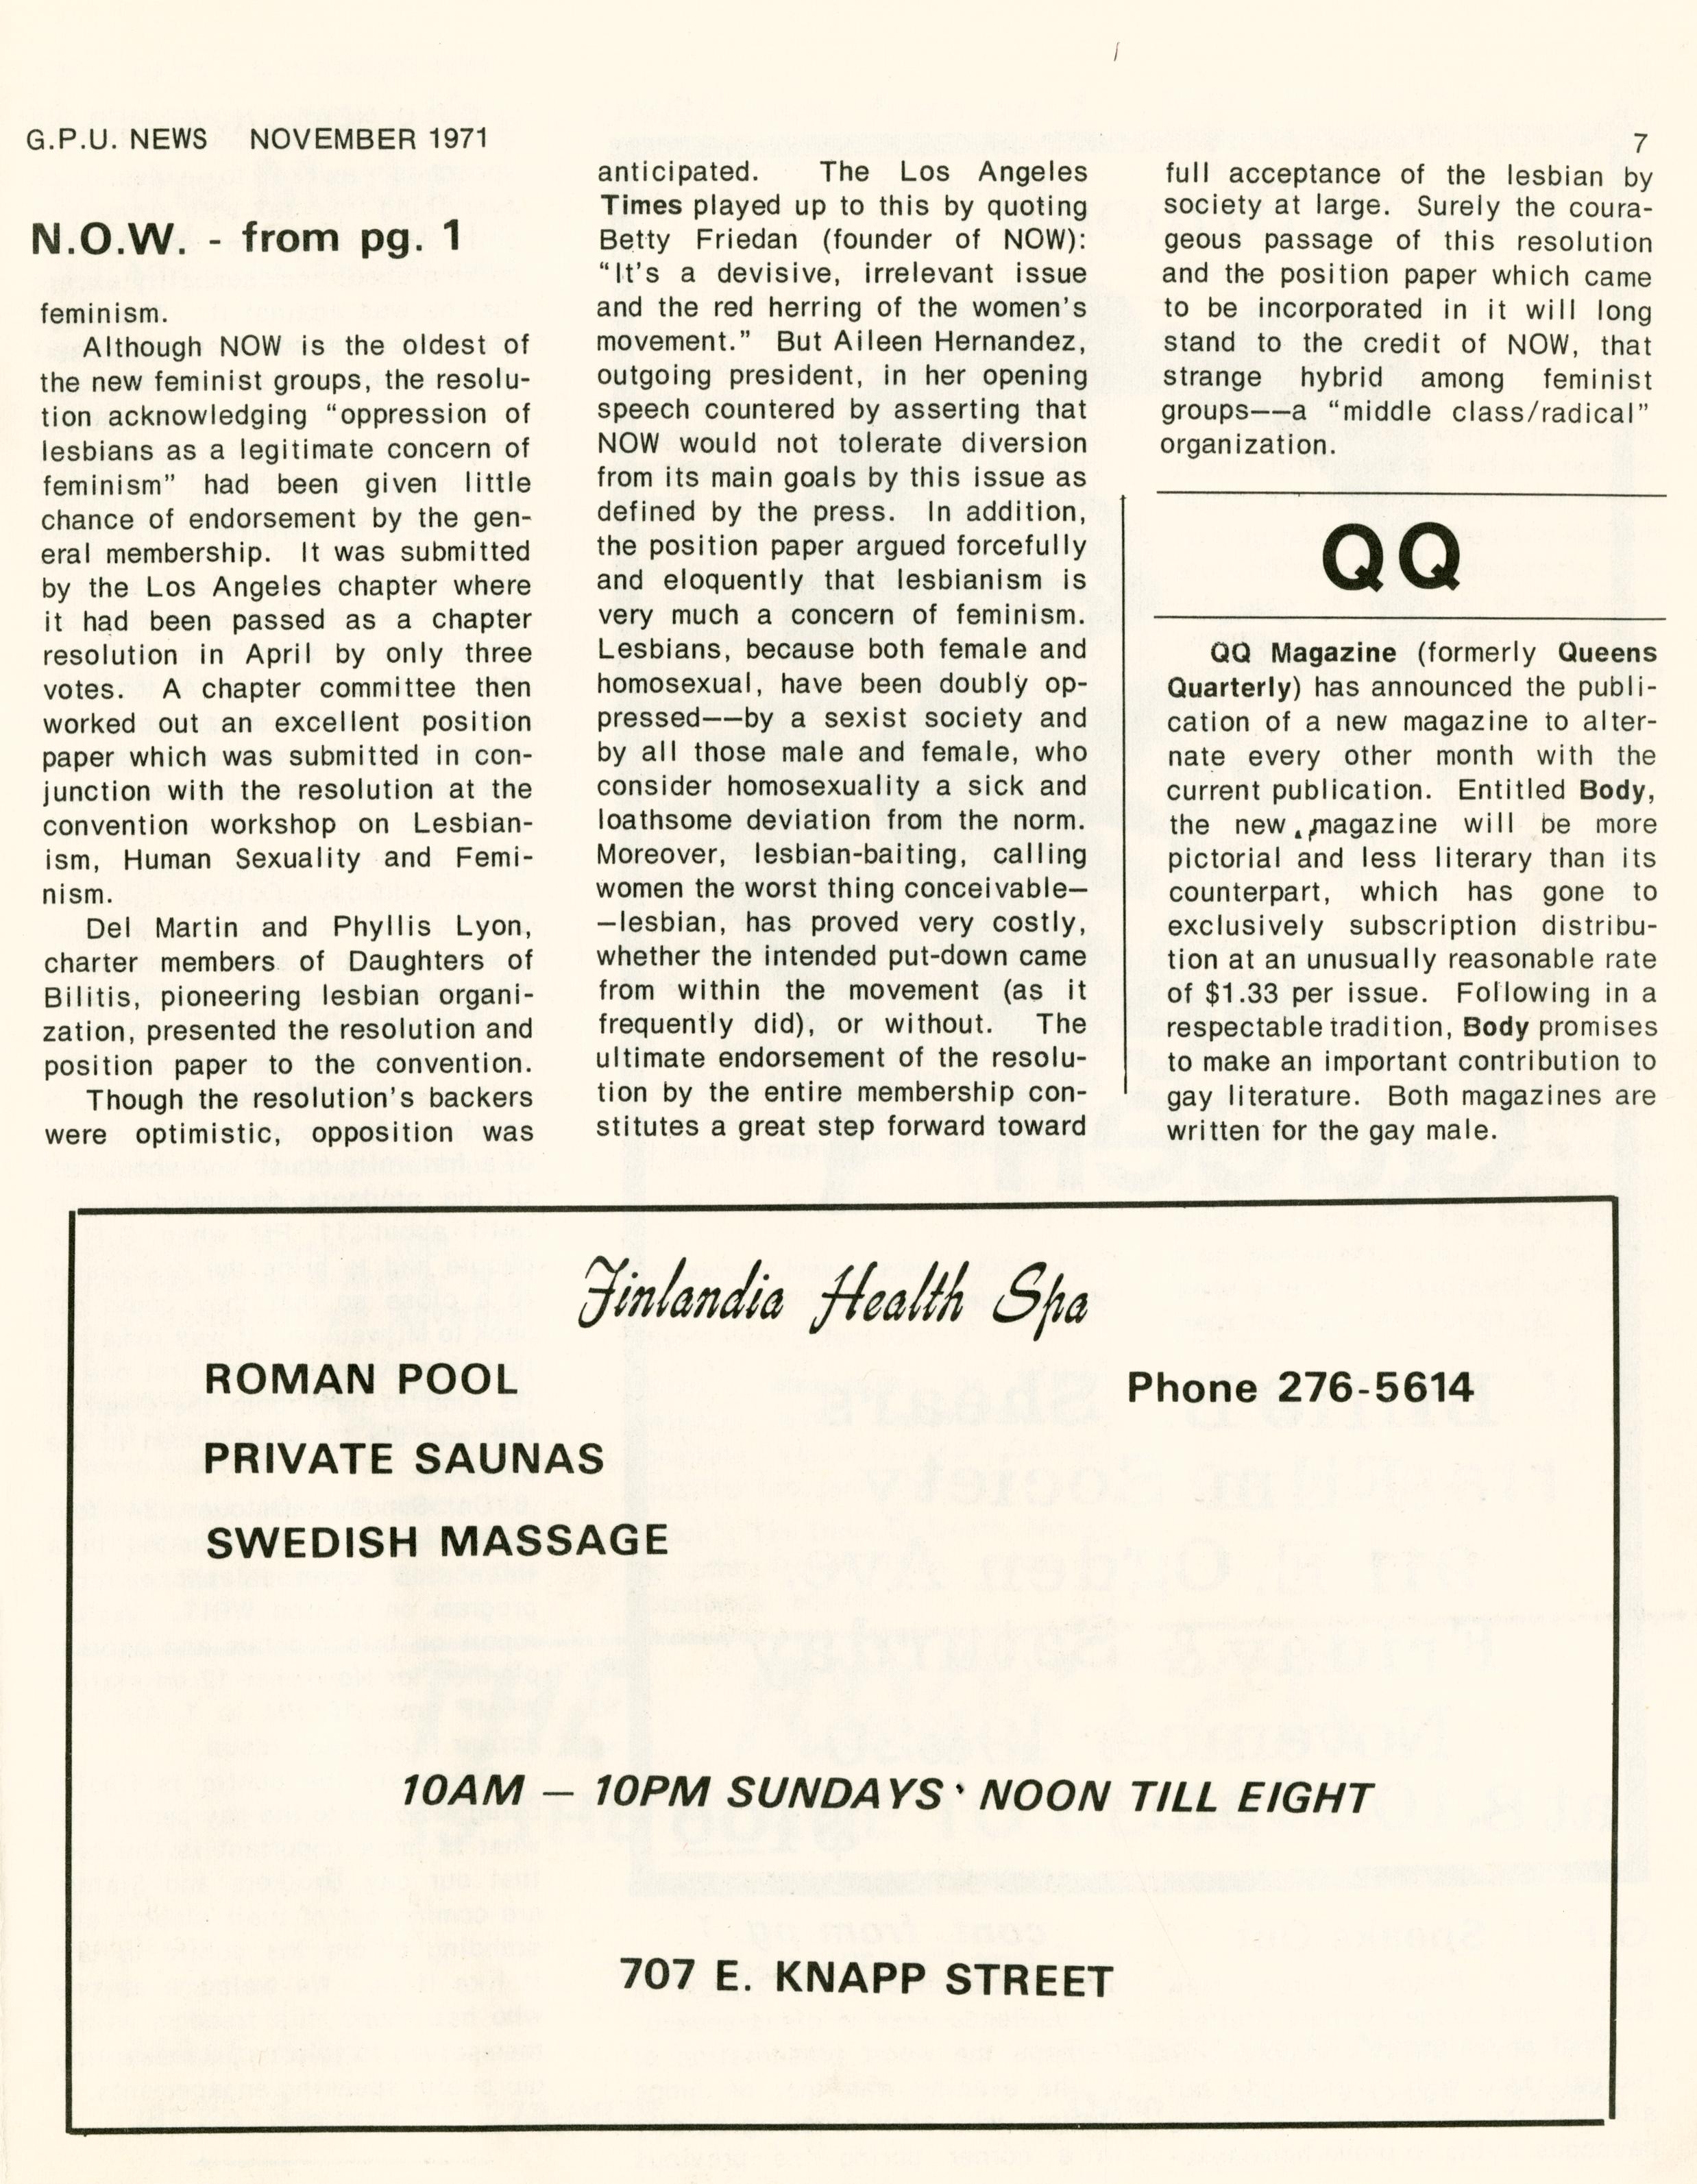 G.P.U. NEWS NOVEMBER 1971
7
N.O.W. - from pg. 1
feminism.
Although NOW is the oldest of
the new feminist groups, the resolu-
tion acknowledging “oppression of
lesbians as a legitimate concern of
feminism” had been given little
chance of endorsement by the gen-
eral membership. It was submitted
by the Los Angeles chapter where
it had been passed as a chapter
resolution in April by only three
votes. A chapter committee then
worked out an excellent position
paper which was submitted in con-
junction with the resolution at the
convention workshop on Lesbian-
ism, Human Sexuality and Femi-
nism.
Del Martin and Phyllis Lyon,
charter members of Daughters of
Bilitis, pioneering lesbian organi-
zation, presented the resolution and
position paper to the convention.
Though the resolution's backers
were optimistic, opposition was
anticipated. The Los Angeles
Times played up to this by quoting
Betty Friedan (founder of NOW):
“It's a devisive, irrelevant issue
and the red herring of the women's
movement.” But Aileen Hernandez,
outgoing president, in her opening
speech countered by asserting that
NOW would not tolerate diversion
from its main goals by this issue as
defined by the press. In addition,
the position paper argued forcefully
and eloquently that lesbianism is
very much a concern of feminism.
Lesbians, because both female and
homosexual, have been doubly op-
pressed——by a sexist society and
by all those male and female, who
consider homosexuality a sick and
loathsome deviation from the norm.
Moreover, lesbian-baiting, calling
women the worst thing conceivable—
—lesbian, has proved very costly,
whether the intended put-down came
from within the movement (as it
frequently did), or without. The
ultimate endorsement of the resolu-
tion by the entire membership con-
stitutes a great step forward toward
full acceptance of the lesbian by
society at large. Surely the coura-
geous passage of this resolution
and the position paper which came
to be incorporated in it will long
stand to the credit of NOW, that
strange hybrid among feminist
groups——a “middle class/radical”
organization.
QQ
QQ Magazine (formerly Queens
Quarterly) has announced the publi-
cation of a new magazine to alter-
nate every other month with the
current publication. Entitled Body,
the new magazine will be more
pictorial and less literary than its
counterpart, which has gone to
exclusively subscription distribu-
tion at an unusually reasonable rate
of $1.33 per issue. Following in a
respectable tradition, Body promises
to make an important contribution to
gay literature. Both magazines are
written for the gay male.
Finlandia Health Spa
ROMAN POOL
Phone 276-5614
PRIVATE SAUNAS
SWEDISH MASSAGE
10AM — 10PM SUNDAYS NOON TILL EIGHT
707 E. KNAPP STREET